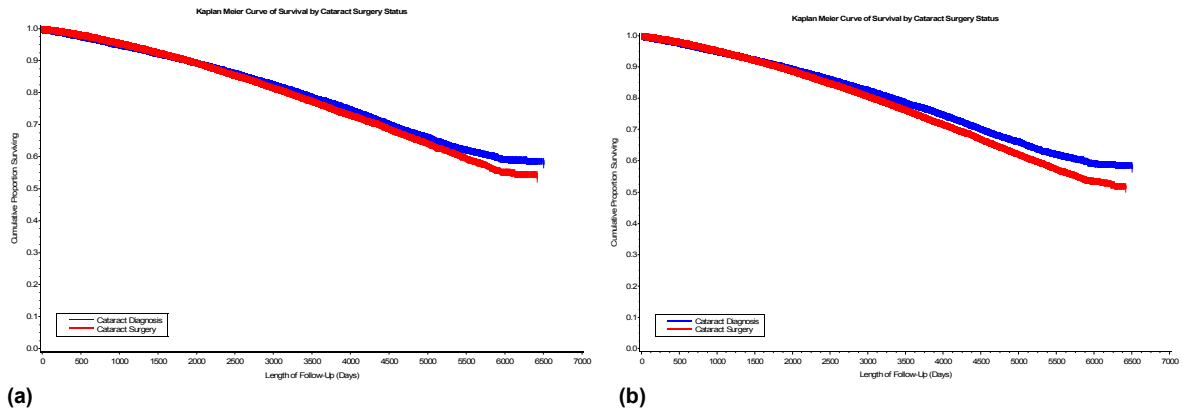 Kaplan Meier Curve of Survival by Cataract Surgery Status
1.0
0.9
0.8
0.7
0.6
0.5
0.4
0.3
0.2
0.1
0.0
Cumulative Proportion Surviving
Cataract Diagnosis
Cataract Surgery
0 500 1000 1500 2000 2500 3000 3500 4000 4500 5000 5500 6000 6500 7000
Length of Follow-Up (Days)
(a)
Kaplan Meier Curve of Survival by Cataract Surgery Status
1.0
0.9
0.8
0.7
0.6
0.5
0.4
0.3
0.2
0.1
0.0
Cumulative Proportion Surviving
Cataract Diagnosis
Cataract Surgery
0 500 1000 1500 2000 2500 3000 3500 4000 4500 5000 5500 6000 6500 7000
Length of Follow-Up (Days)
(b)